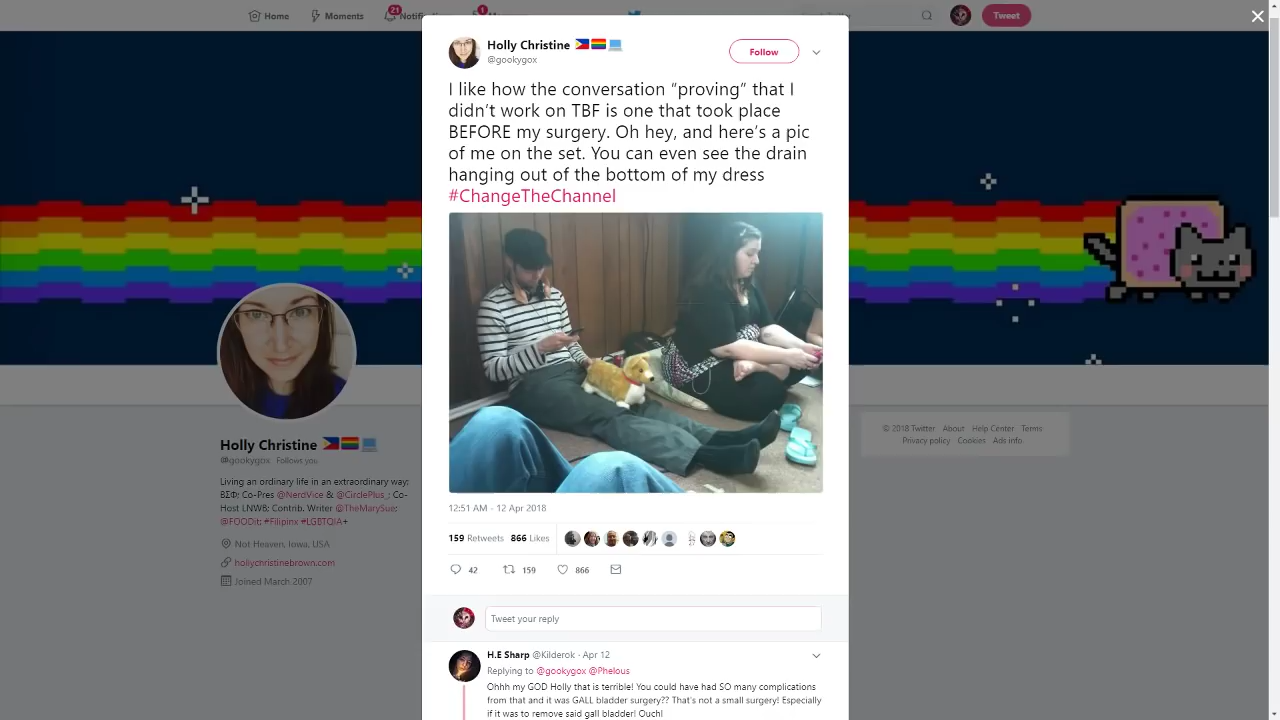 Home
Moments
21
1
Tweet
Holly Christine
@gookygox
Follow
I like how the conversation “proving” that I
didn’t work on TBF is one that took place
BEFORE my surgery. Oh hey, and here’s a pic
of me on the set. You can even see the drain
hanging out of the bottom of my dress
#ChangeTheChannel
12:51 AM - 12 Apr 2018
159 Retweets 866 Likes
42 159 866
Tweet your reply
H.E Sharp @Kilderok · Apr 12
Replying to @gookygox @Phelous
Ohhh my GOD Holly that is terrible! You could have had SO many complications
from that and it was GALL bladder surgery?? That's not a small surgery! Especially
if it was to remove said gall bladder! Ouch!
Holly Christine
@gookygox Follows you
Living an ordinary life in an extraordinary way:
ΒΣΦ; Co-Pres @NerdVice & @CirclePlus_; Co-
Host LNWB; Contrib. Writer @TheMarySue;
@FOODit; #Filipinx #LGBTQIA+
Not Heaven, Iowa, USA
hollychristinebrown.com
Joined March 2007
© 2018 Twitter About Help Center Terms
Privacy policy Cookies Ads info